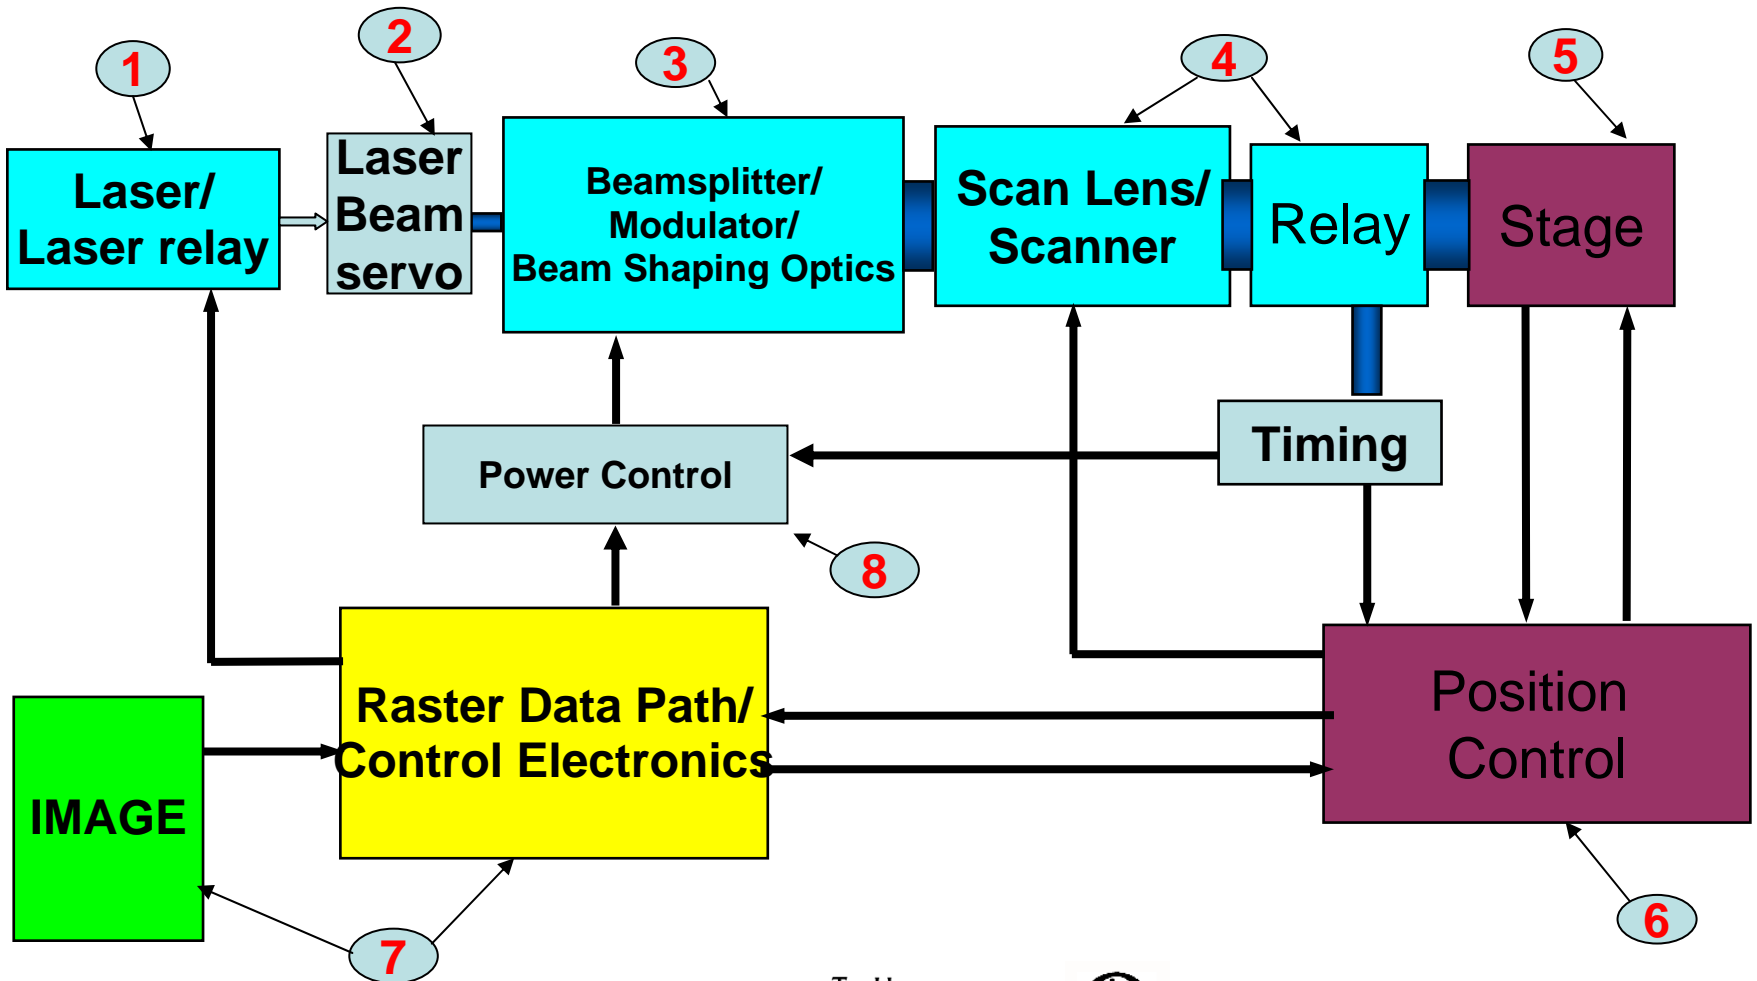 1
2
3
4
5
Laser/
Laser relay
Laser
Beam
servo
Beamsplitter/
Modulator/
Beam Shaping Optics
Scan Lens/
Scanner
Relay
Stage
Timing
Power Control
8
Raster Data Path/
Control Electronics
Position
Control
IMAGE
6
7